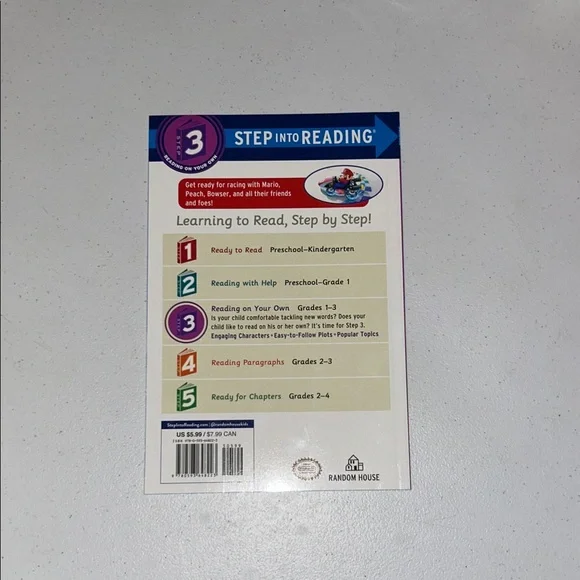 STEP 3
READING ON YOUR OWN
STEP INTO READING®
Get ready for racing with Mario,
Peach, Bowser, and all their friends
and foes!
Learning to Read, Step by Step!
1 Ready to Read Preschool–Kindergarten
2 Reading with Help Preschool–Grade 1
3 Reading on Your Own Grades 1–3
Is your child comfortable tackling new words? Does your
child like to read on his or her own? It's time for Step 3.
Engaging Characters • Easy-to-Follow Plots • Popular Topics
4 Reading Paragraphs Grades 2–3
5 Ready for Chapters Grades 2–4
StepIntoReading.com | @randomhousekids
US $5.99 / $7.99 CAN
RANDOM HOUSE